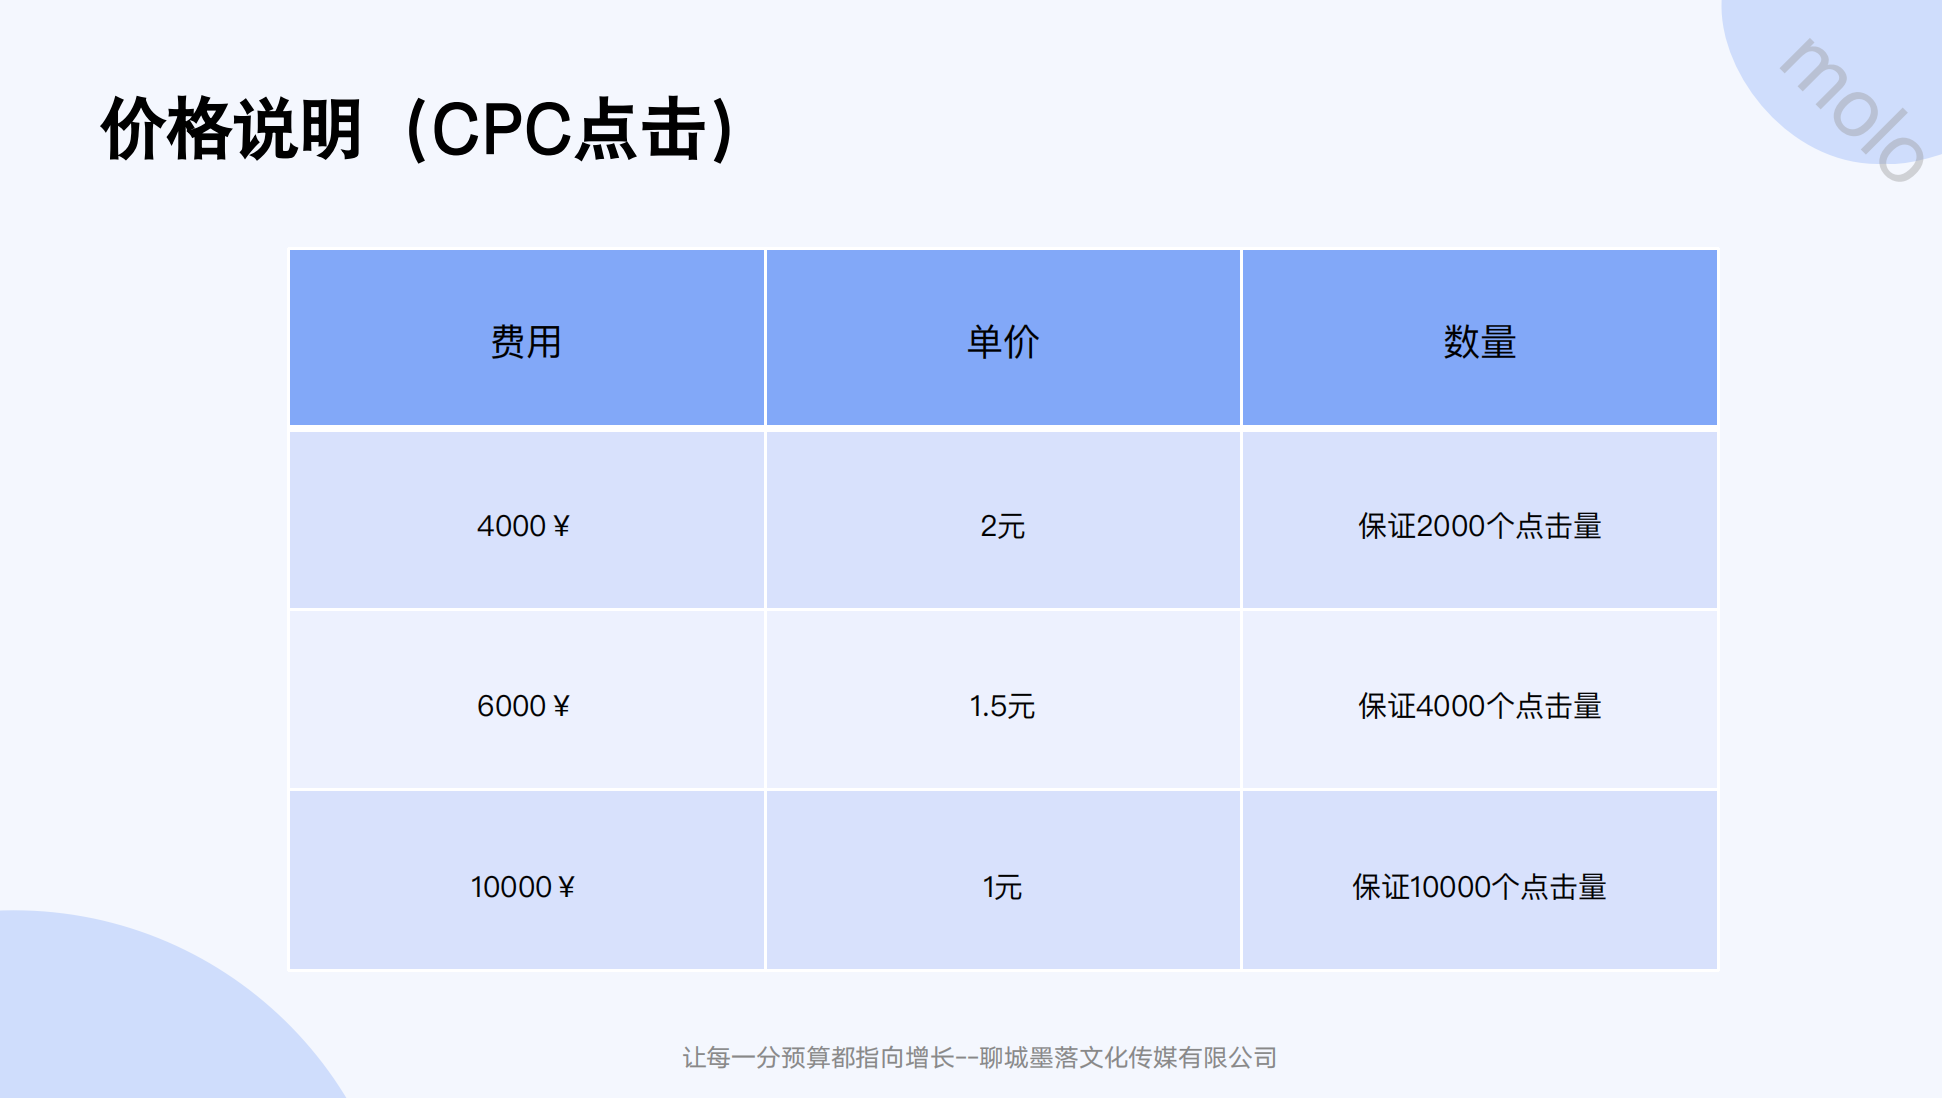 价格说明（CPC点击）
molo
费用 单价 数量
4000¥ 2元 保证2000个点击量
6000¥ 1.5元 保证4000个点击量
10000¥ 1元 保证10000个点击量
让每一分预算都指向增长--聊城墨落文化传媒有限公司